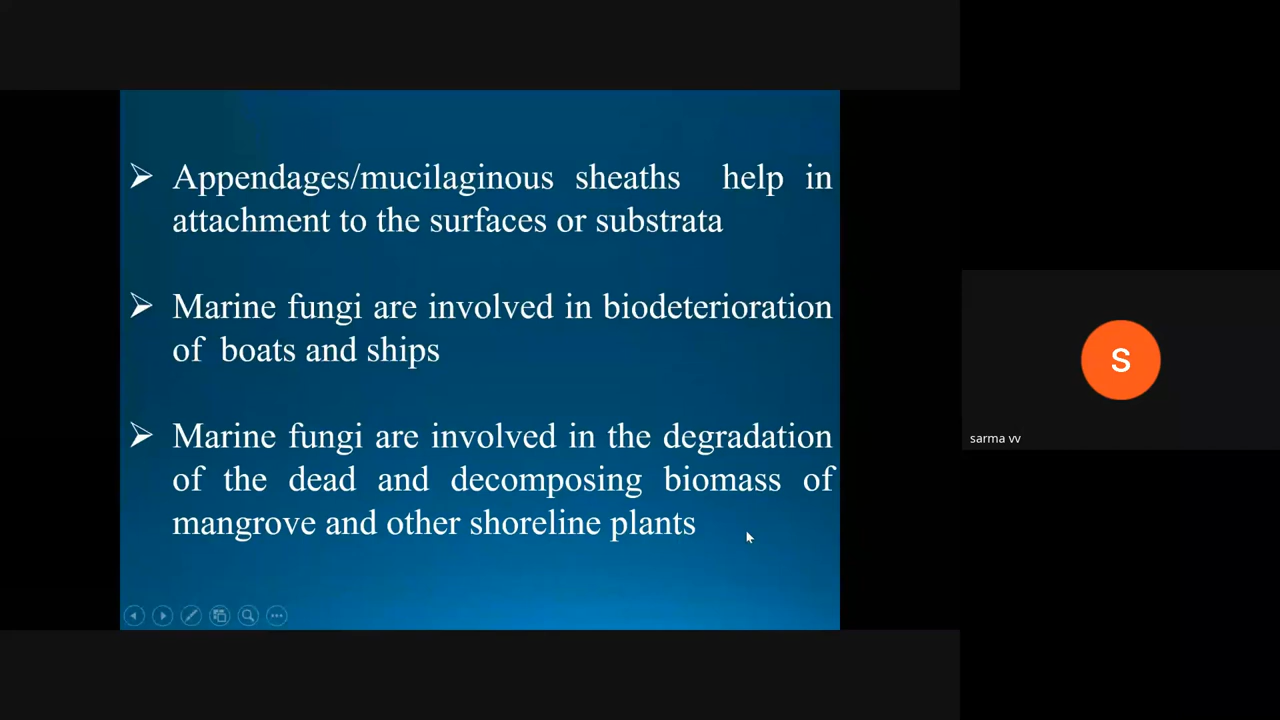 ➢ Appendages/mucilaginous sheaths help in
attachment to the surfaces or substrata
➢ Marine fungi are involved in biodeterioration
of boats and ships
➢ Marine fungi are involved in the degradation
of the dead and decomposing biomass of
mangrove and other shoreline plants
S
sarma vv